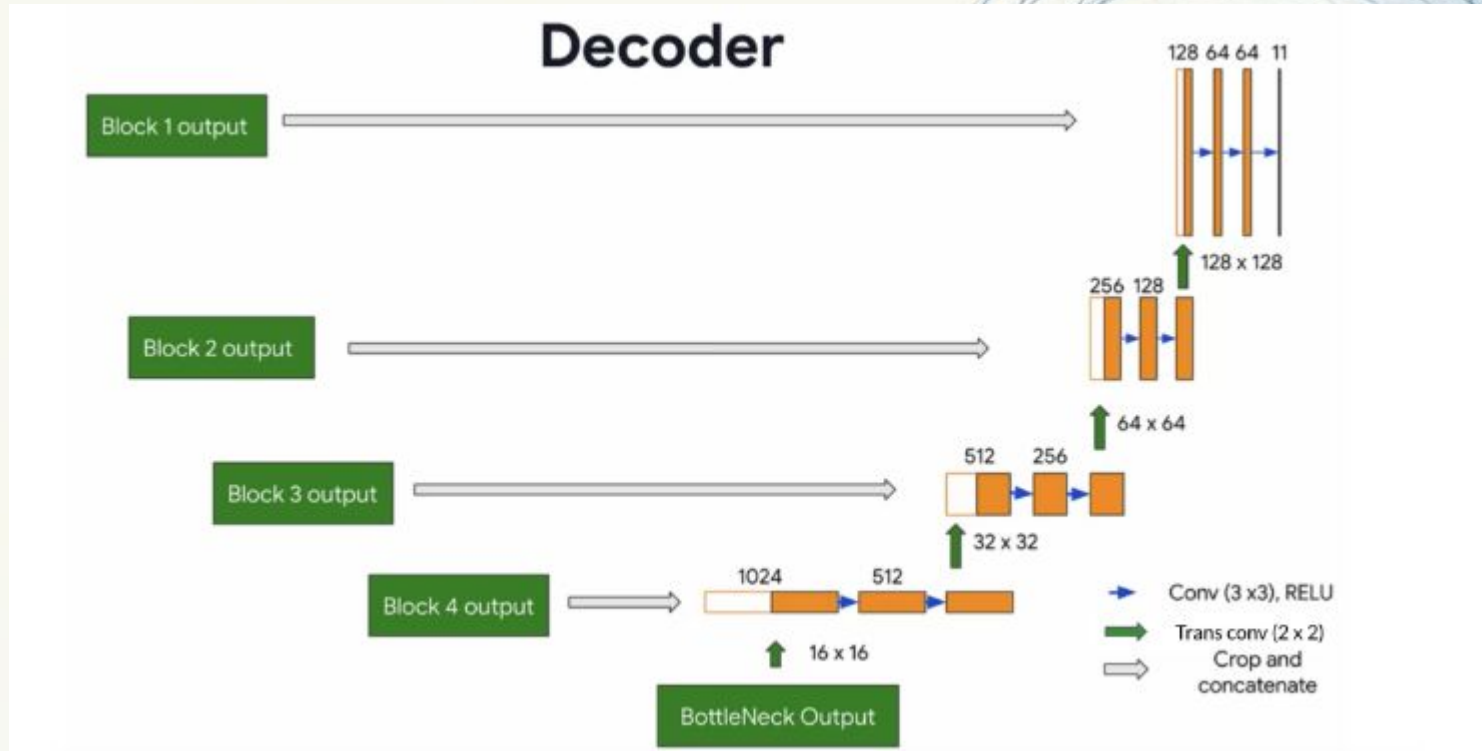 Decoder
128 64 64 11
Block 1 output
128 x 128
256 128
Block 2 output
64 x 64
512 256
Block 3 output
32 x 32
1024 512
Block 4 output
16 x 16
BottleNeck Output
Conv (3 x3), RELU
Trans conv (2 x 2)
Crop and
concatenate